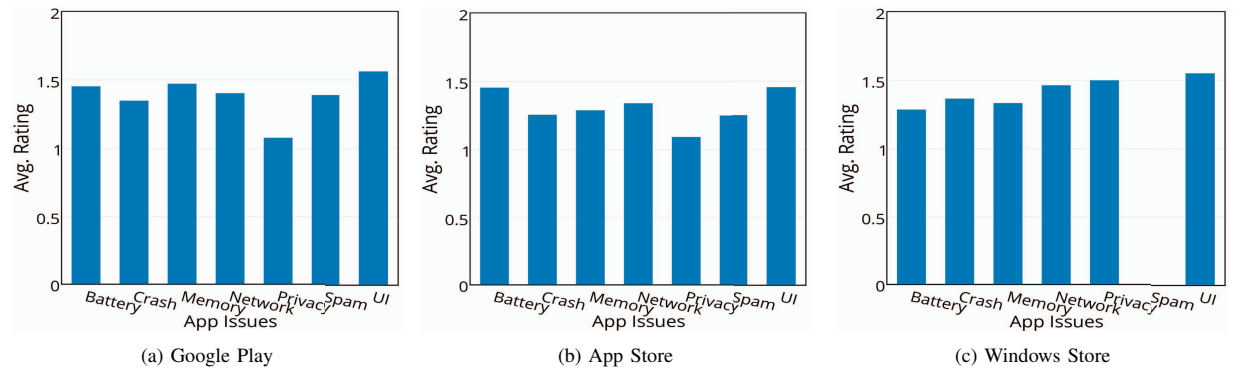 2
1.5
1
0.5
0
Avg. Rating
Battery Crash Memory Network Privacy Spam UI
App Issues
(a) Google Play
2
1.5
1
0.5
0
Avg. Rating
Battery Crash Memory Network Privacy Spam UI
App Issues
(b) App Store
2
1.5
1
0.5
0
Avg. Rating
Battery Crash Memory Network Privacy Spam UI
App Issues
(c) Windows Store